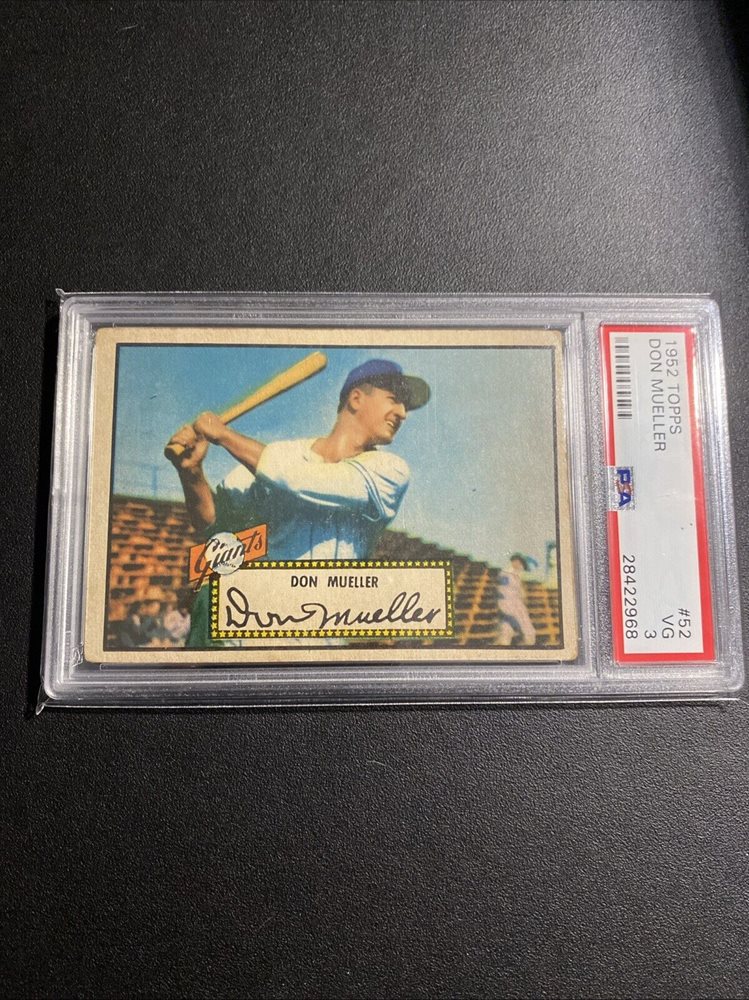 Giants
DON MUELLER
Don Mueller
1952 TOPPS
DON MUELLER
#52
VG
3
PSA
28422968